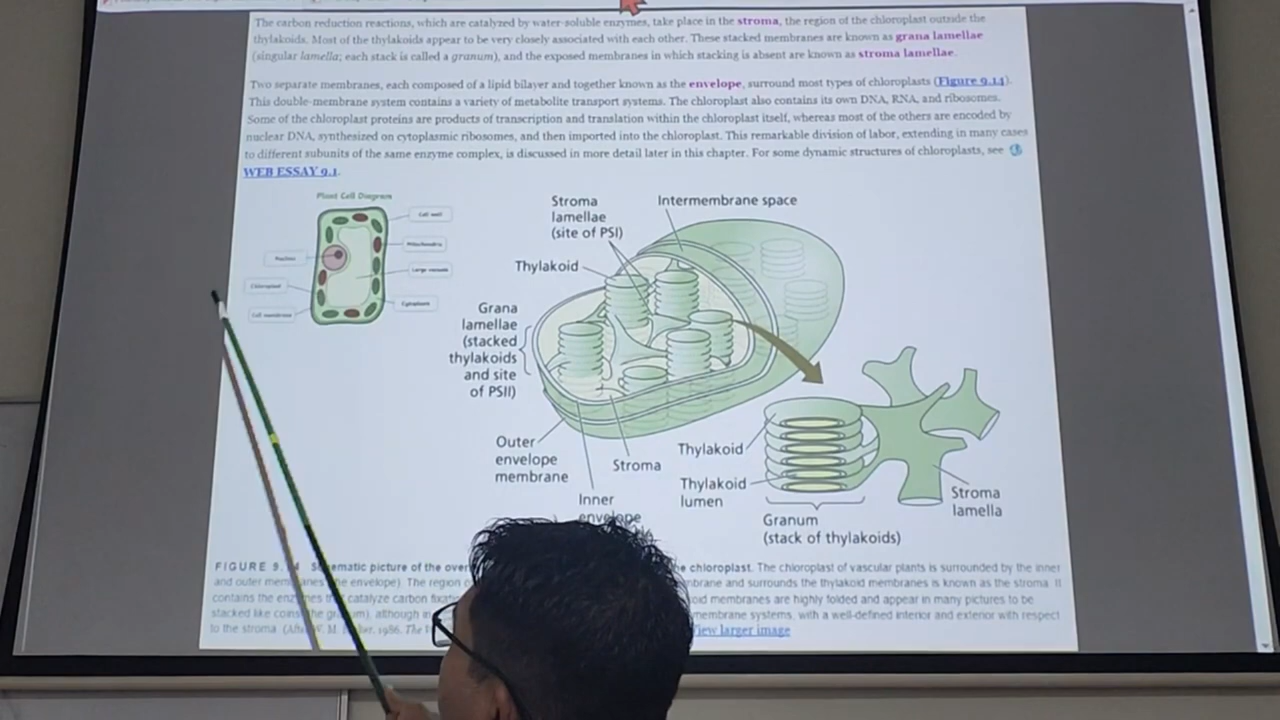 The carbon reduction reactions, which are catalyzed by water-soluble enzymes, take place in the stroma, the region of the chloroplast outside the
thylakoids. Most of the thylakoids appear to be very closely associated with each other. These stacked membranes are known as grana lamellae
(singular lamella; each stack is called a granum), and the exposed membranes in which stacking is absent are known as stroma lamellae.
Two separate membranes, each composed of a lipid bilayer and together known as the envelope, surround most types of chloroplasts (Figure 9.14).
This double-membrane system contains a variety of metabolite transport systems. The chloroplast also contains its own DNA, RNA, and ribosomes.
Some of the chloroplast proteins are products of transcription and translation within the chloroplast itself, whereas most of the others are encoded by
nuclear DNA, synthesized on cytoplasmic ribosomes, and then imported into the chloroplast. This remarkable division of labor, extending in many cases
to different subunits of the same enzyme complex, is discussed in more detail later in this chapter. For some dynamic structures of chloroplasts, see
WEB ESSAY 9.1.
Plant Cell Diagram
Cell wall
Mitochondria
Nucleus
Large vacuole
Chloroplast
Cytoplasm
Cell membrane
Stroma
lamellae
(site of PSI)
Intermembrane space
Thylakoid
Grana
lamellae
(stacked
thylakoids
and site
of PSII)
Outer
envelope
membrane
Stroma
Inner
envelope
Thylakoid
Thylakoid
lumen
Granum
(stack of thylakoids)
Stroma
lamella
FIGURE 9. of the chloroplast. The chloroplast of vascular plants is surrounded by the inner
and outer (the envelope). The region and surrounds the thylakoid membranes is known as the stroma. It
contains the catalyze carbon membranes are highly folded and appear in many pictures to be
stacked like coins although membrane systems, with a well-defined interior and exterior with respect
to the stroma. (After 1986. View larger image